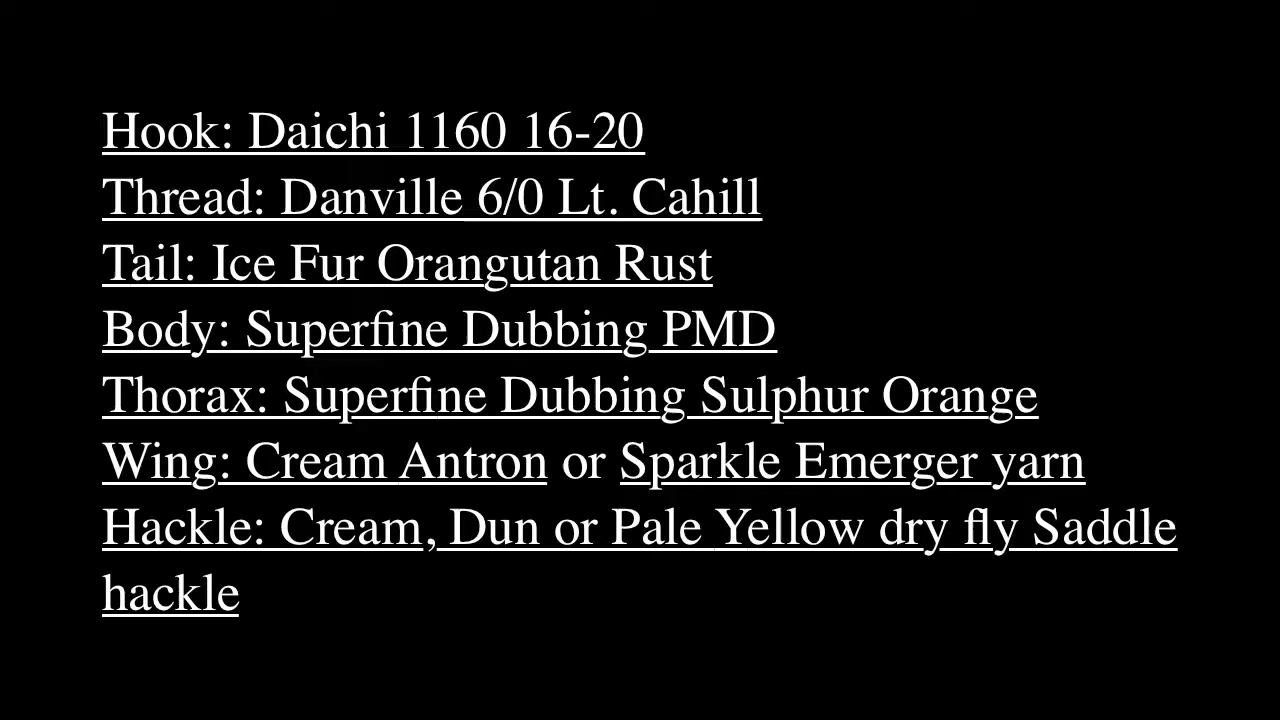 Hook: Daichi 1160 16-20
Thread: Danville 6/0 Lt. Cahill
Tail: Ice Fur Orangutan Rust
Body: Superfine Dubbing PMD
Thorax: Superfine Dubbing Sulphur Orange
Wing: Cream Antron or Sparkle Emerger yarn
Hackle: Cream, Dun or Pale Yellow dry fly Saddle
hackle